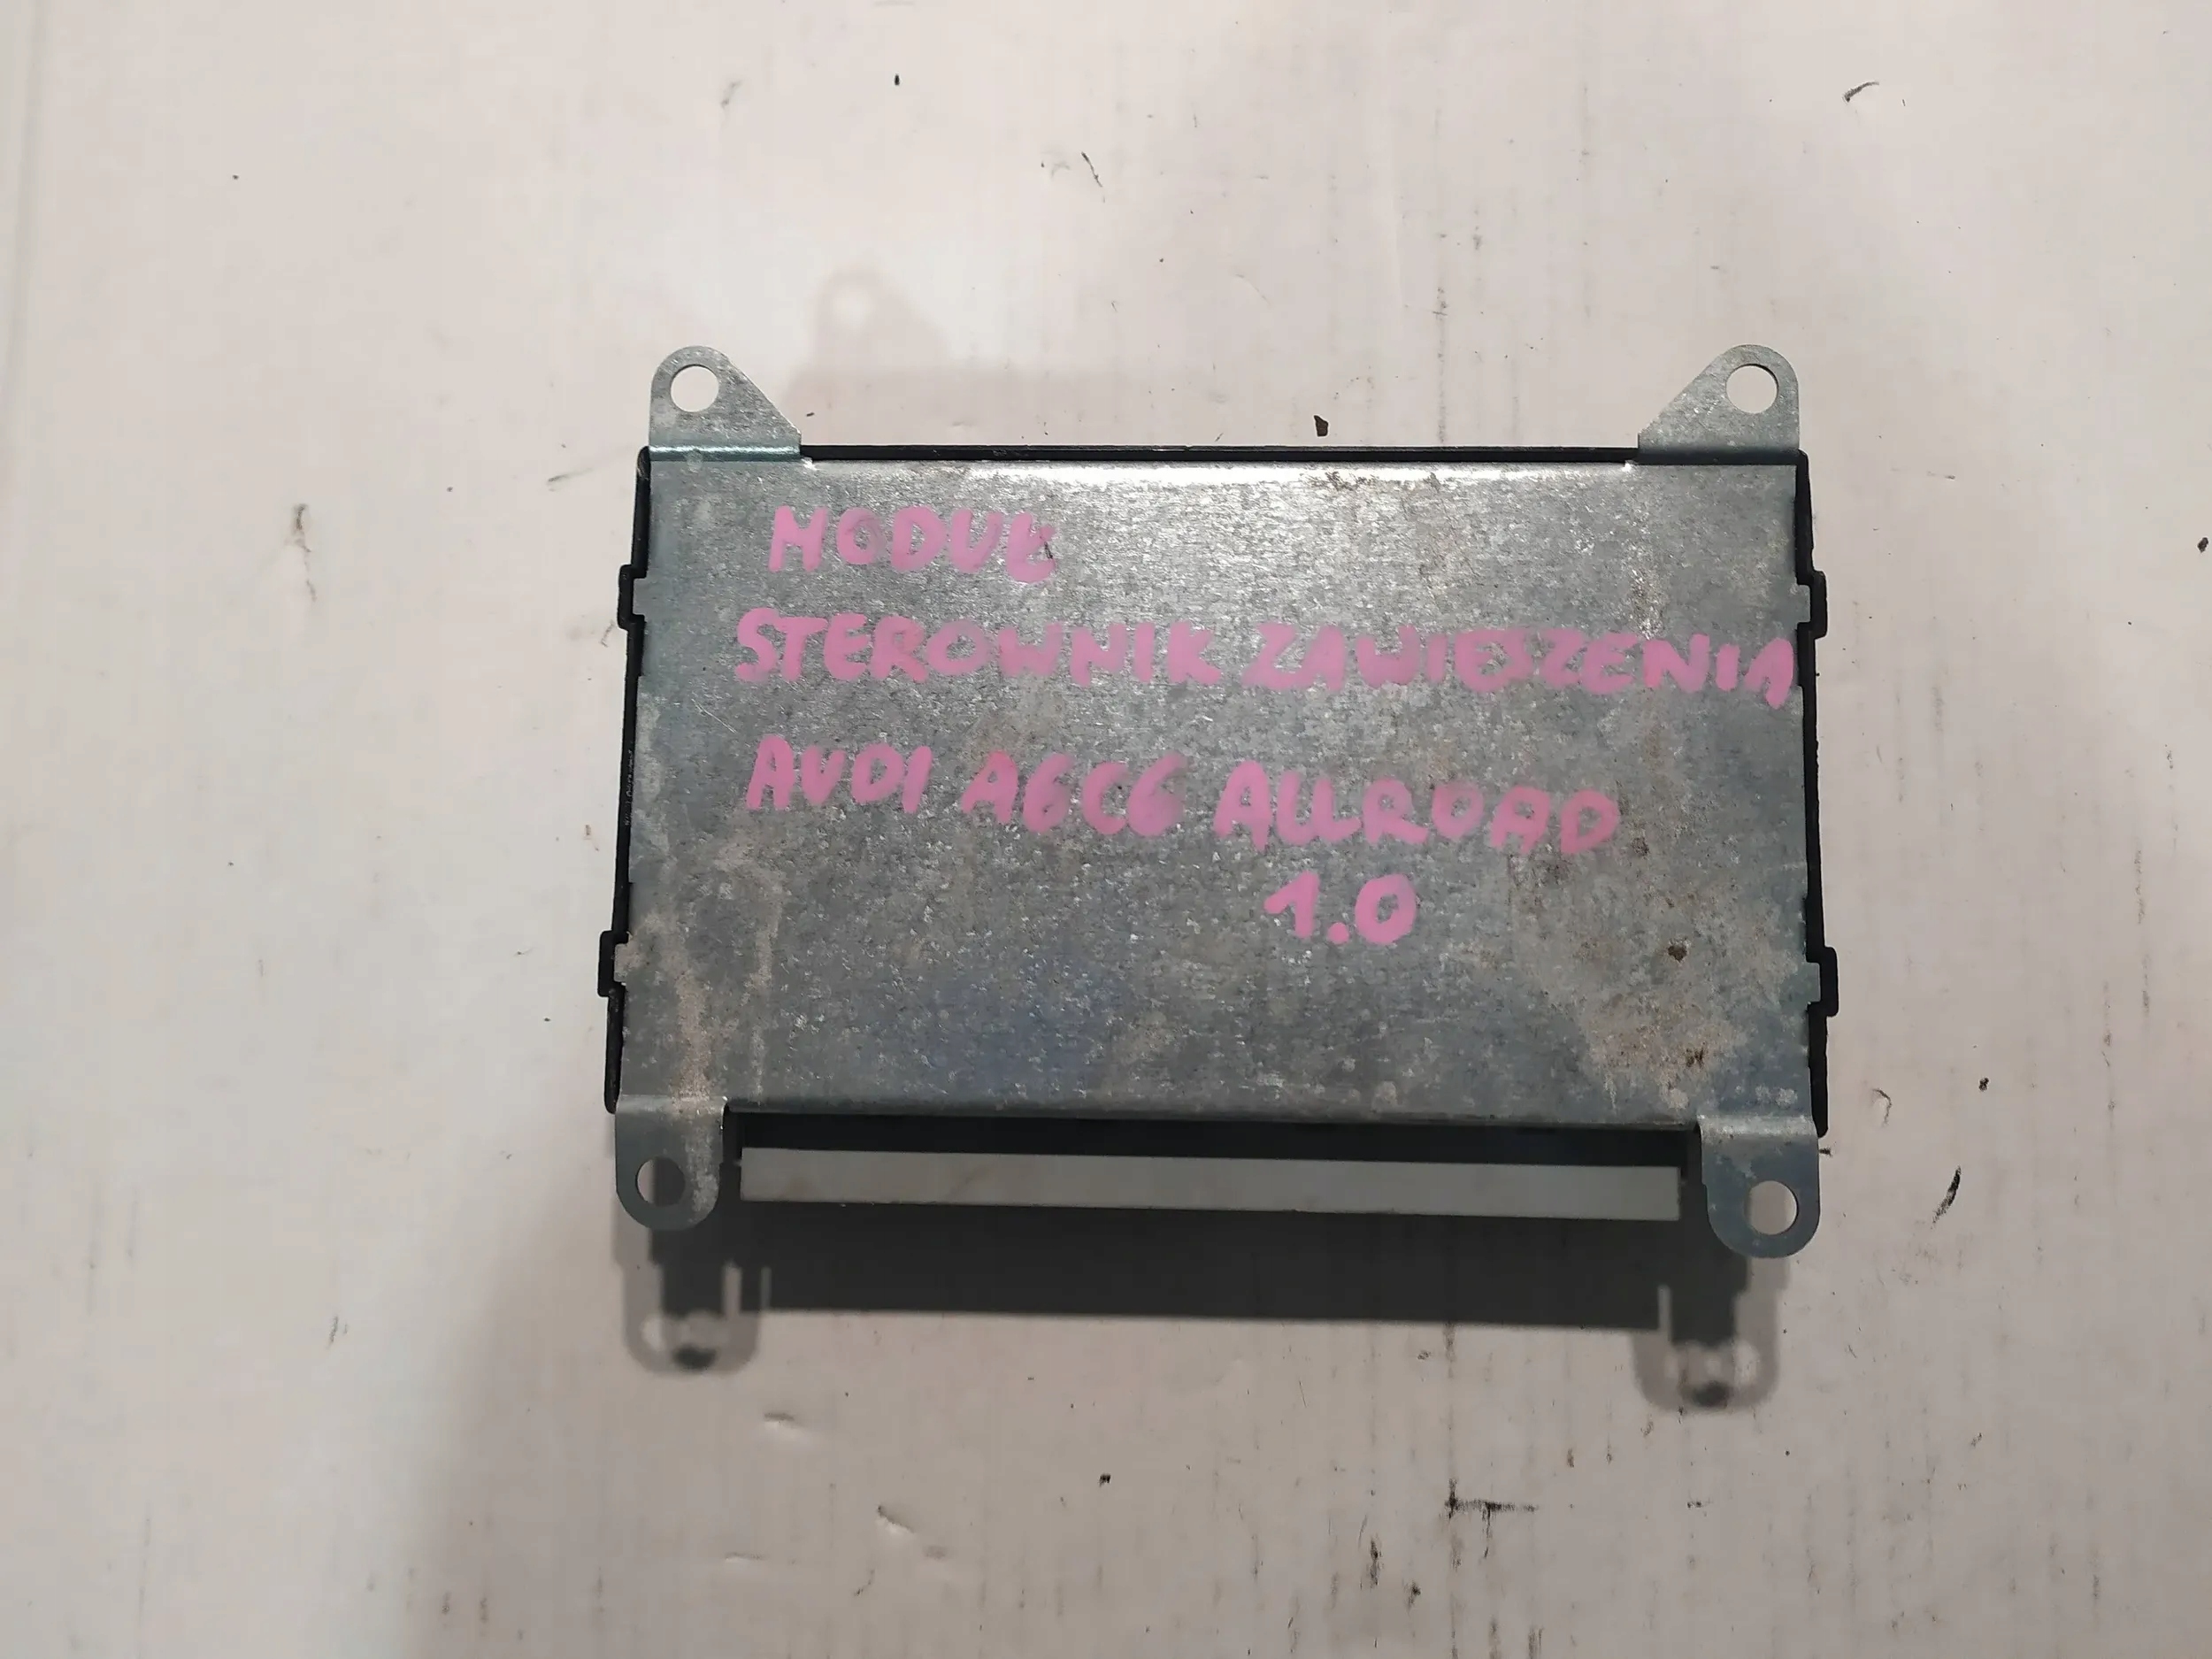 MODUŁ
STEROWNIK ZAWIESZENIA
AUDI A6C6 ALLROAD
1.0